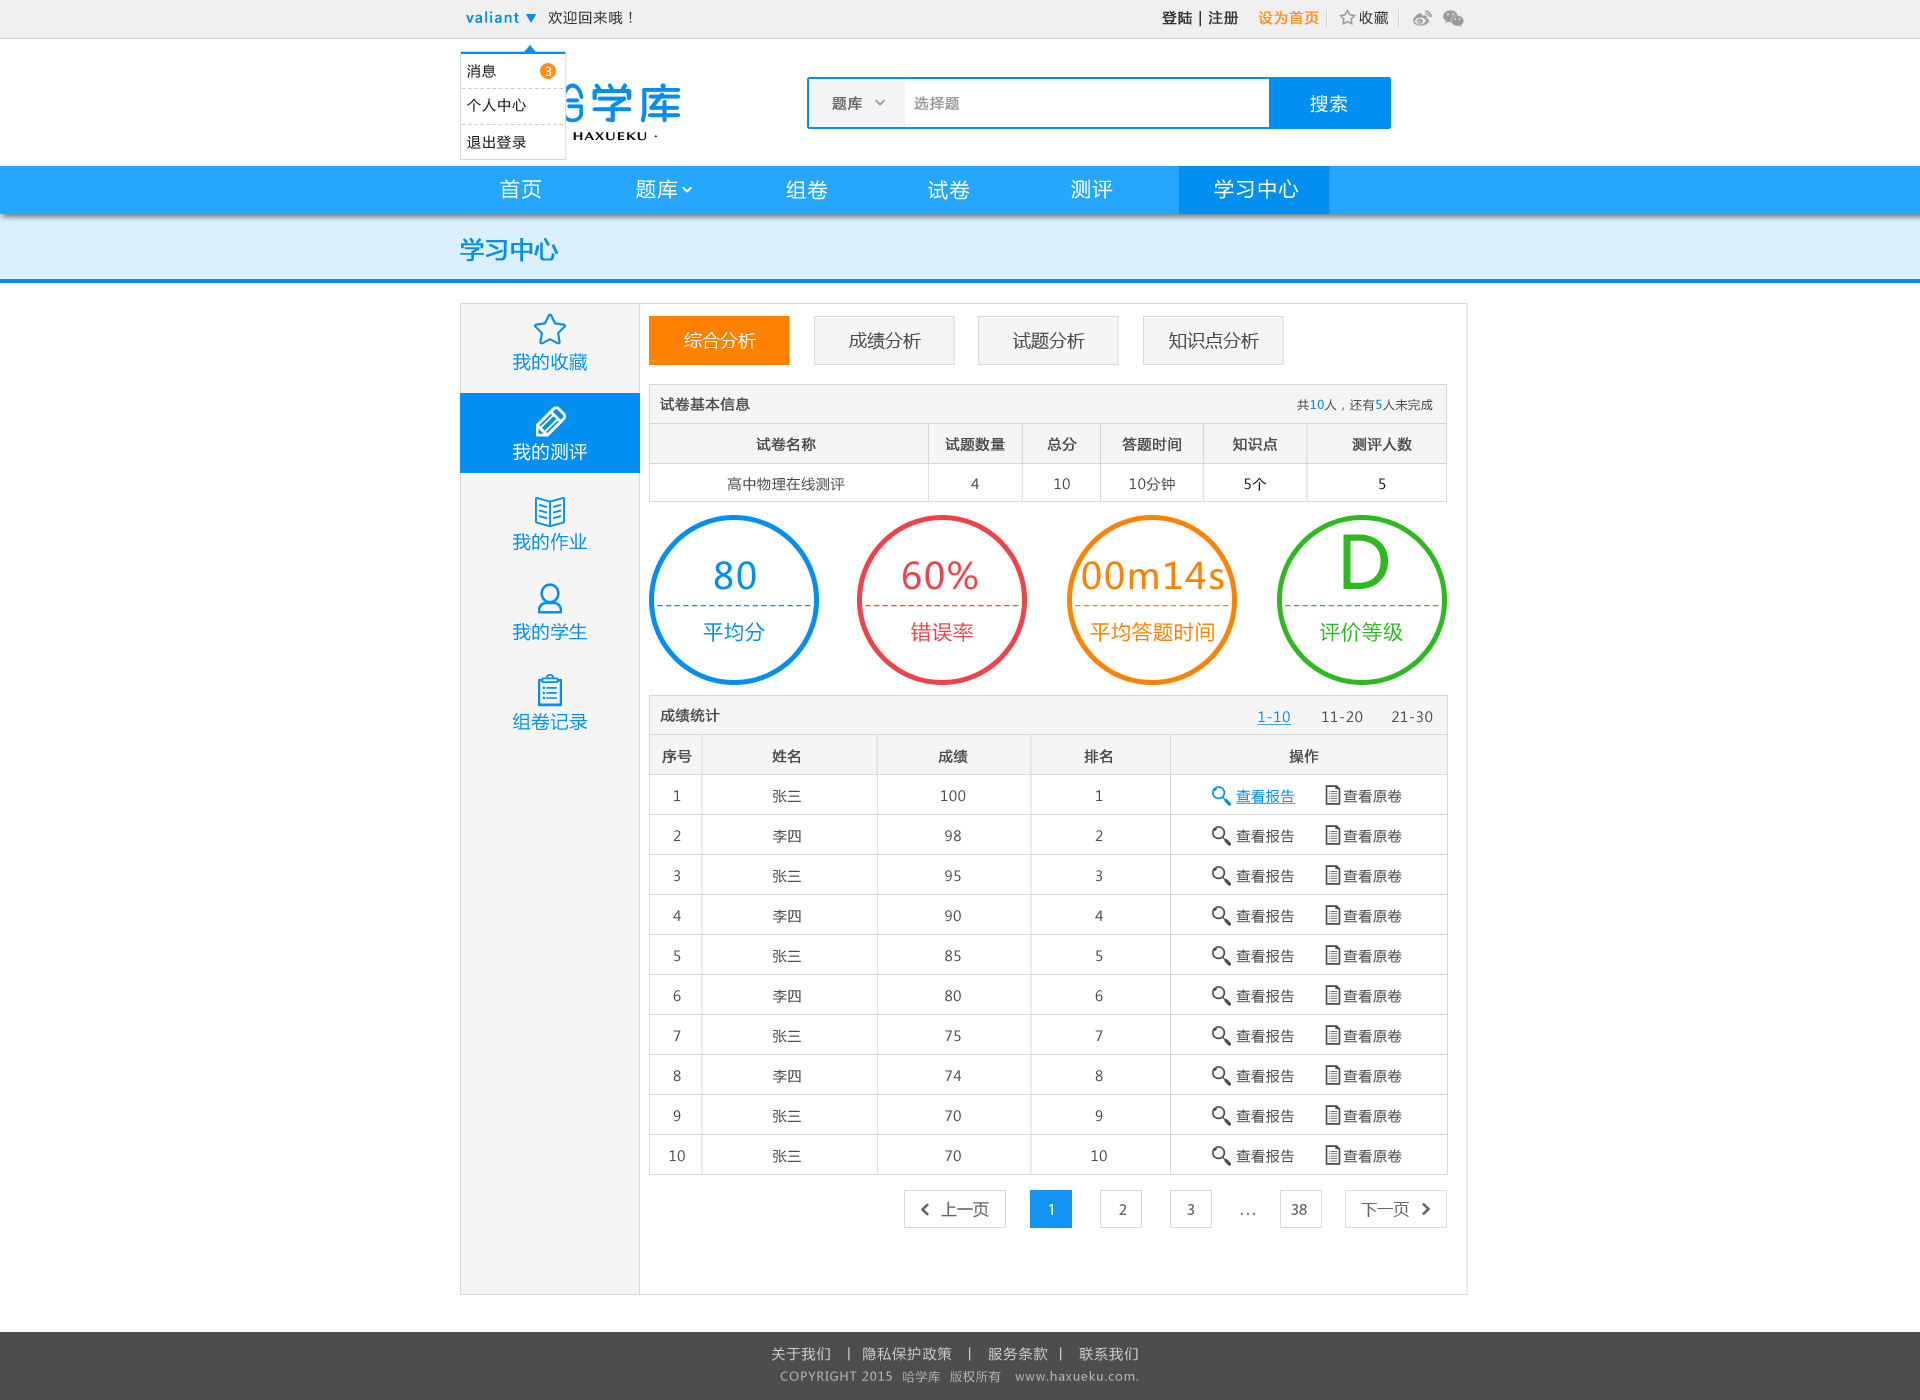 valiant ▼ 欢迎回来哦！ 登陆 | 注册 设为首页 收藏
消息 3
个人中心
退出登录
哈学库
HAXUEKU ·
题库 选择题 搜索
首页 题库 组卷 试卷 测评 学习中心
学习中心
我的收藏
我的测评
我的作业
我的学生
组卷记录
综合分析 成绩分析 试题分析 知识点分析
试卷基本信息 共10人，还有5人未完成
试卷名称 试题数量 总分 答题时间 知识点 测评人数
高中物理在线测评 4 10 10分钟 5个 5
80 60% 00m14s D
平均分 错误率 平均答题时间 评价等级
成绩统计 1-10 11-20 21-30
序号 姓名 成绩 排名 操作
1 张三 100 1 查看报告 查看原卷
2 李四 98 2 查看报告 查看原卷
3 张三 95 3 查看报告 查看原卷
4 李四 90 4 查看报告 查看原卷
5 张三 85 5 查看报告 查看原卷
6 李四 80 6 查看报告 查看原卷
7 张三 75 7 查看报告 查看原卷
8 李四 74 8 查看报告 查看原卷
9 张三 70 9 查看报告 查看原卷
10 张三 70 10 查看报告 查看原卷
上一页 1 2 3 ... 38 下一页
关于我们 | 隐私保护政策 | 服务条款 | 联系我们
COPYRIGHT 2015 哈学库 版权所有 www.haxueku.com.